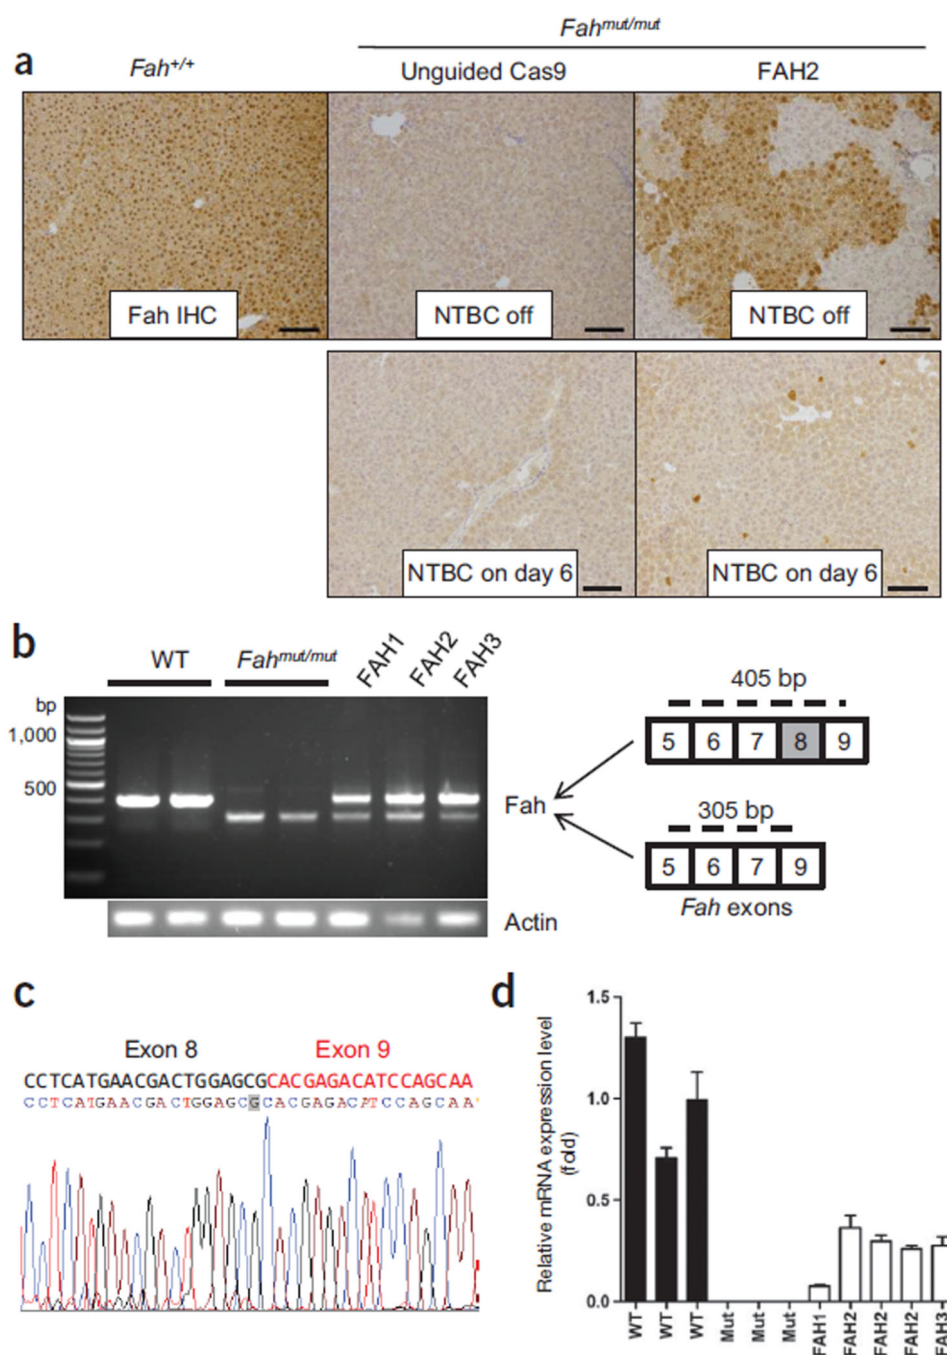 a
Fah+/+
Fahmut/mut
Unguided Cas9
FAH2
Fah IHC
NTBC off
NTBC off
NTBC on day 6
NTBC on day 6
b
WT
Fahmut/mut
FAH1
FAH2
FAH3
bp
1,000
500
Fah
Actin
405 bp
5 6 7 8 9
305 bp
5 6 7 9
Fah exons
c
Exon 8 Exon 9
CCTCATGAACGACTGGAGCGCACGAGACATCCAGCAA
CCTCATGAACGACTGGAGCGCACGAGACATCCAGCAA
d
Relative mRNA expression level
(fold)
1.5
1.0
0.5
0.0
WT
WT
WT
Mut
Mut
Mut
FAH1
FAH2
FAH2
FAH2
FAH3